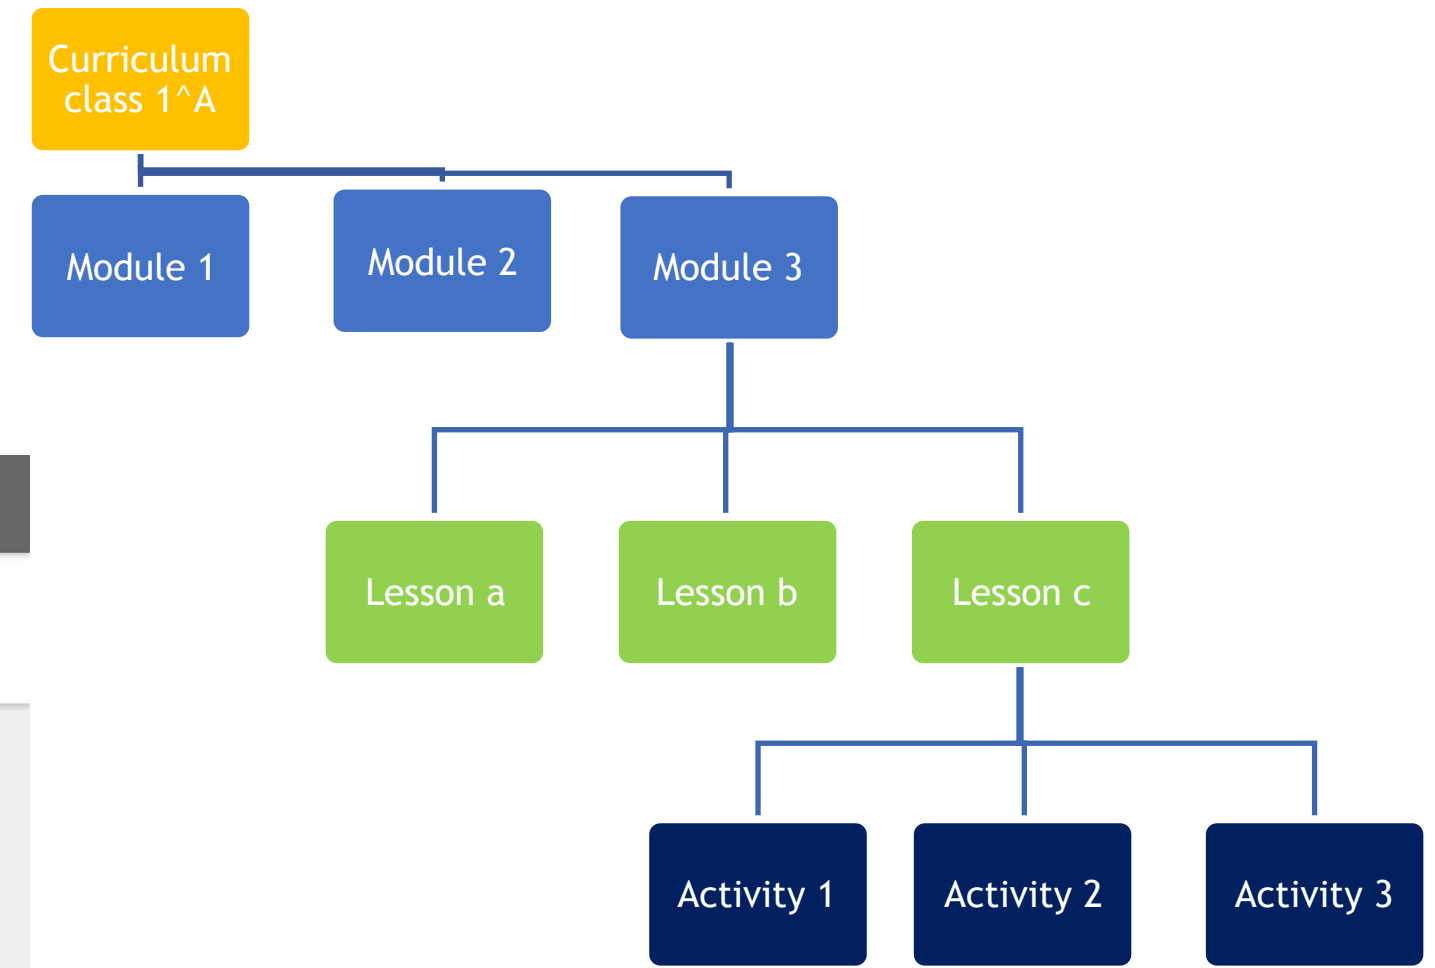 Curriculum
class 1^A
Module 1
Module 2
Module 3
Lesson a
Lesson b
Lesson c
Activity 1
Activity 2
Activity 3